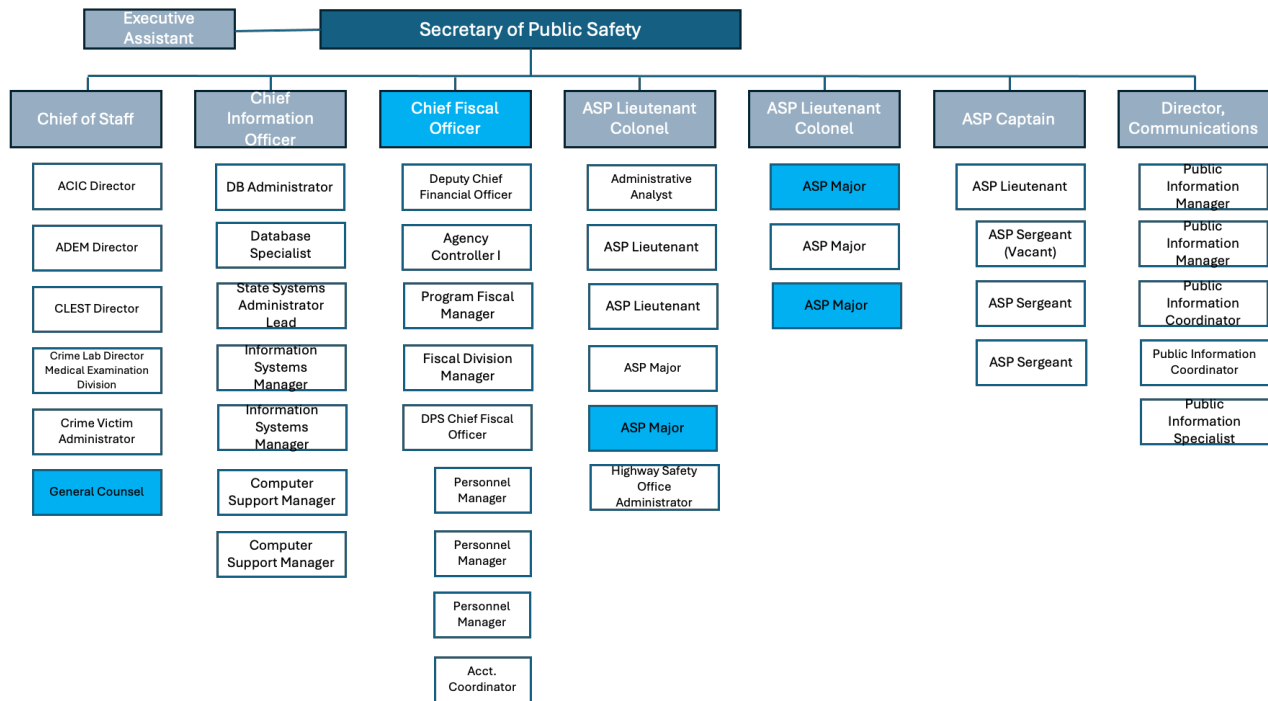 Executive
Assistant
Secretary of Public Safety
Chief of Staff
Chief
Information
Officer
Chief Fiscal
Officer
ASP Lieutenant
Colonel
ASP Lieutenant
Colonel
ASP Captain
Director,
Communications
ACIC Director
ADEM Director
CLEST Director
Crime Lab Director
Medical Examination
Division
Crime Victim
Administrator
General Counsel
DB Administrator
Database
Specialist
State Systems
Administrator
Lead
Information
Systems
Manager
Information
Systems
Manager
Computer
Support Manager
Computer
Support Manager
Deputy Chief
Financial Officer
Agency
Controller I
Program Fiscal
Manager
Fiscal Division
Manager
DPS Chief Fiscal
Officer
Personnel
Manager
Personnel
Manager
Personnel
Manager
Acct.
Coordinator
Administrative
Analyst
ASP Lieutenant
ASP Lieutenant
ASP Major
ASP Major
Highway Safety
Office
Administrator
ASP Major
ASP Major
ASP Major
ASP Lieutenant
ASP Sergeant
(Vacant)
ASP Sergeant
ASP Sergeant
Public
Information
Manager
Public
Information
Manager
Public
Information
Coordinator
Public Information
Coordinator
Public
Information
Specialist